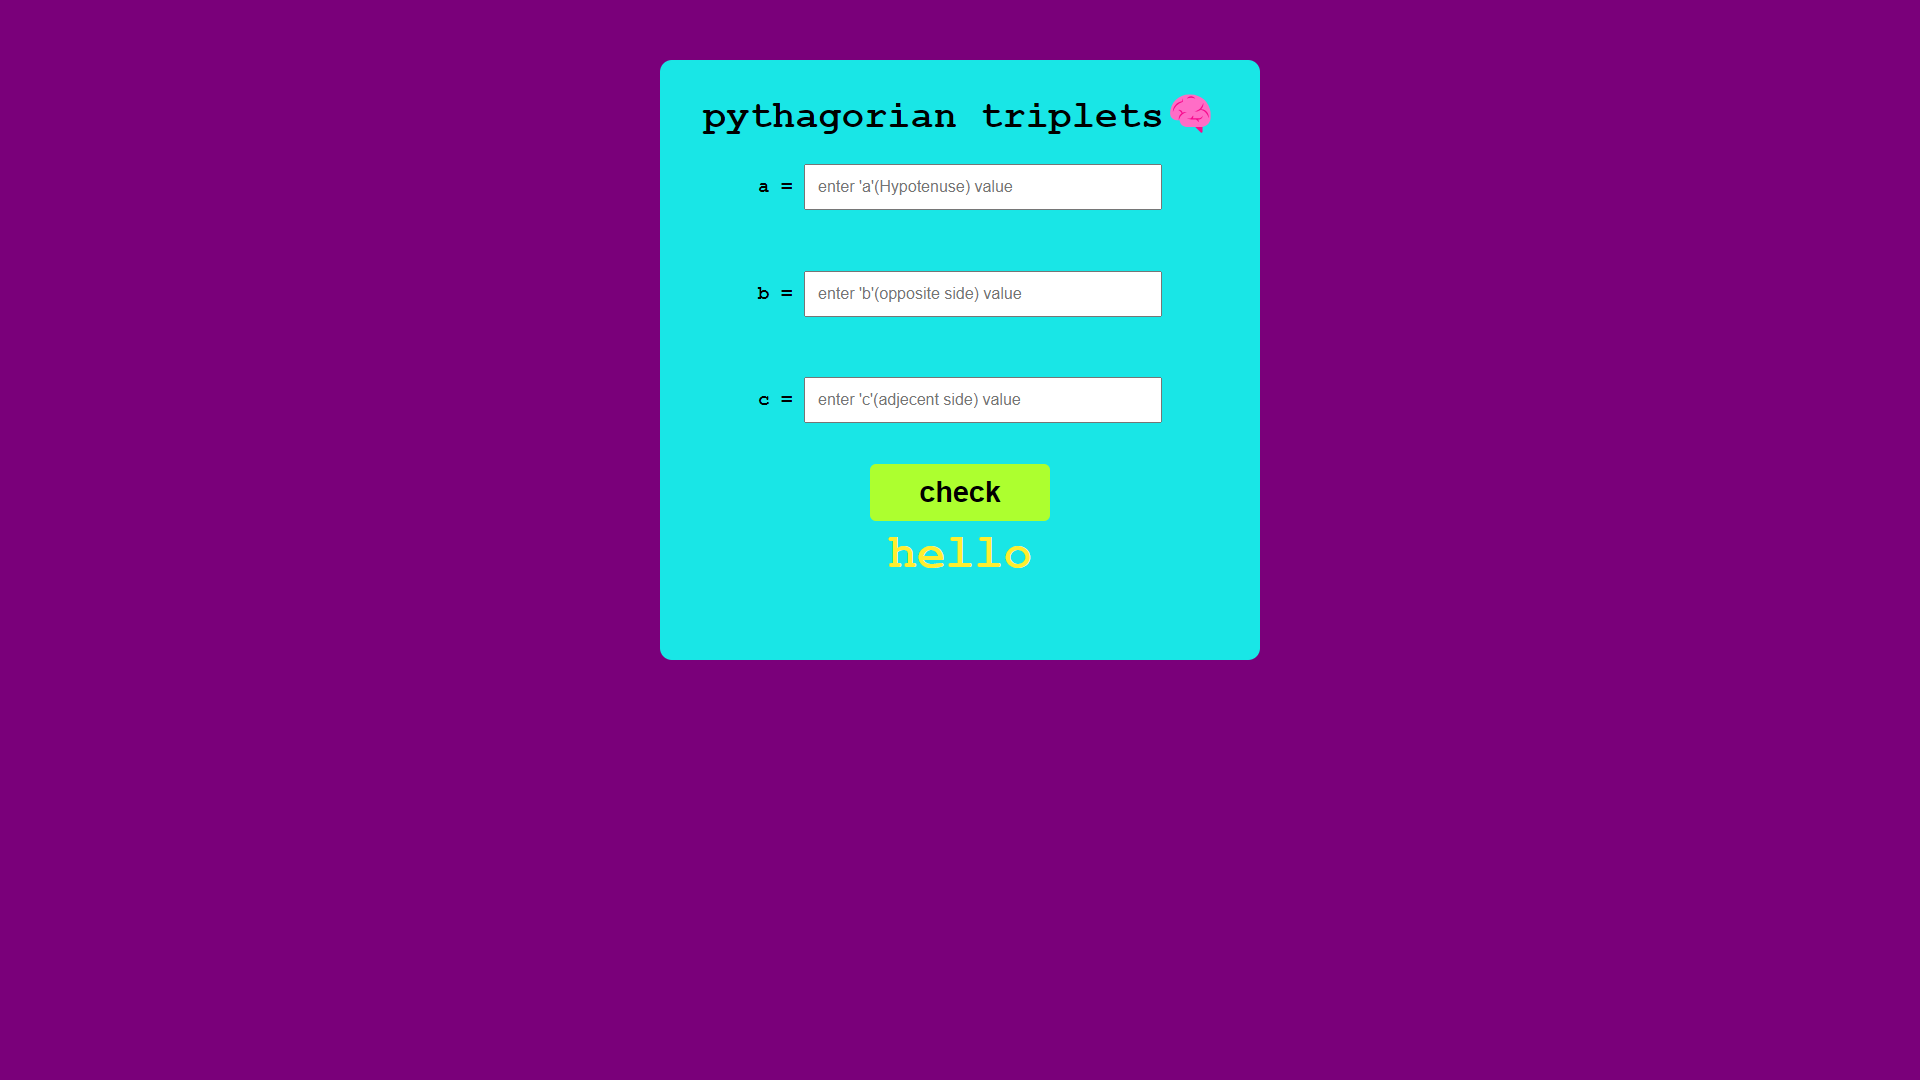 pythagorian triplets🧠
a = enter 'a'(Hypotenuse) value
b = enter 'b'(opposite side) value
c = enter 'c'(adjecent side) value
check
hello